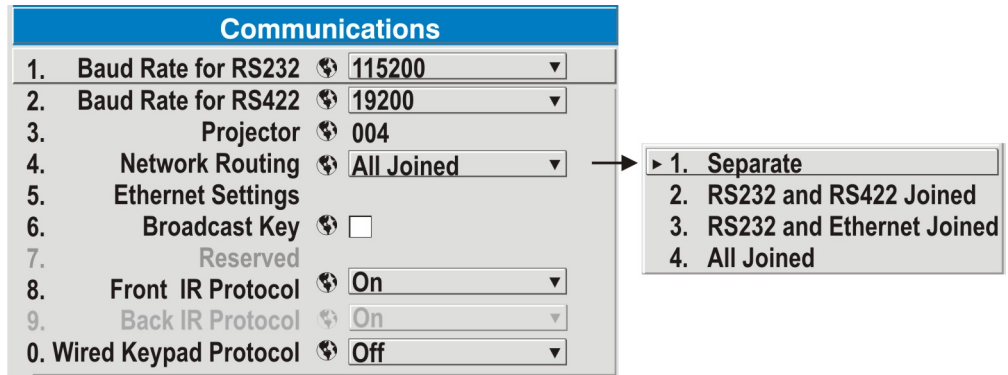 Communications
1. Baud Rate for RS232 115200
2. Baud Rate for RS422 19200
3. Projector 004
4. Network Routing All Joined
5. Ethernet Settings
6. Broadcast Key
7. Reserved
8. Front IR Protocol On
9. Back IR Protocol On
0. Wired Keypad Protocol Off
1. Separate
2. RS232 and RS422 Joined
3. RS232 and Ethernet Joined
4. All Joined